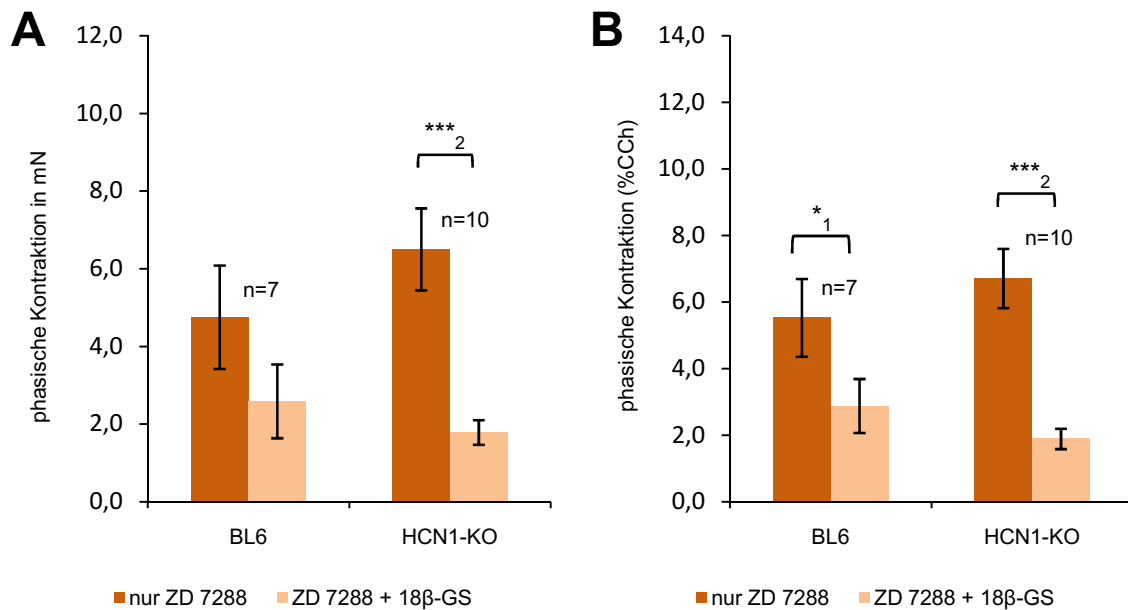 A
phasische Kontraktion in mN
12,0
10,0
8,0
6,0
4,0
2,0
0,0
n=7
***2
n=10
BL6
HCN1-KO
nur ZD 7288
ZD 7288 + 18β-GS
B
phasische Kontraktion (%CCh)
14,0
12,0
10,0
8,0
6,0
4,0
2,0
0,0
*1
n=7
***2
n=10
BL6
HCN1-KO
nur ZD 7288
ZD 7288 + 18β-GS